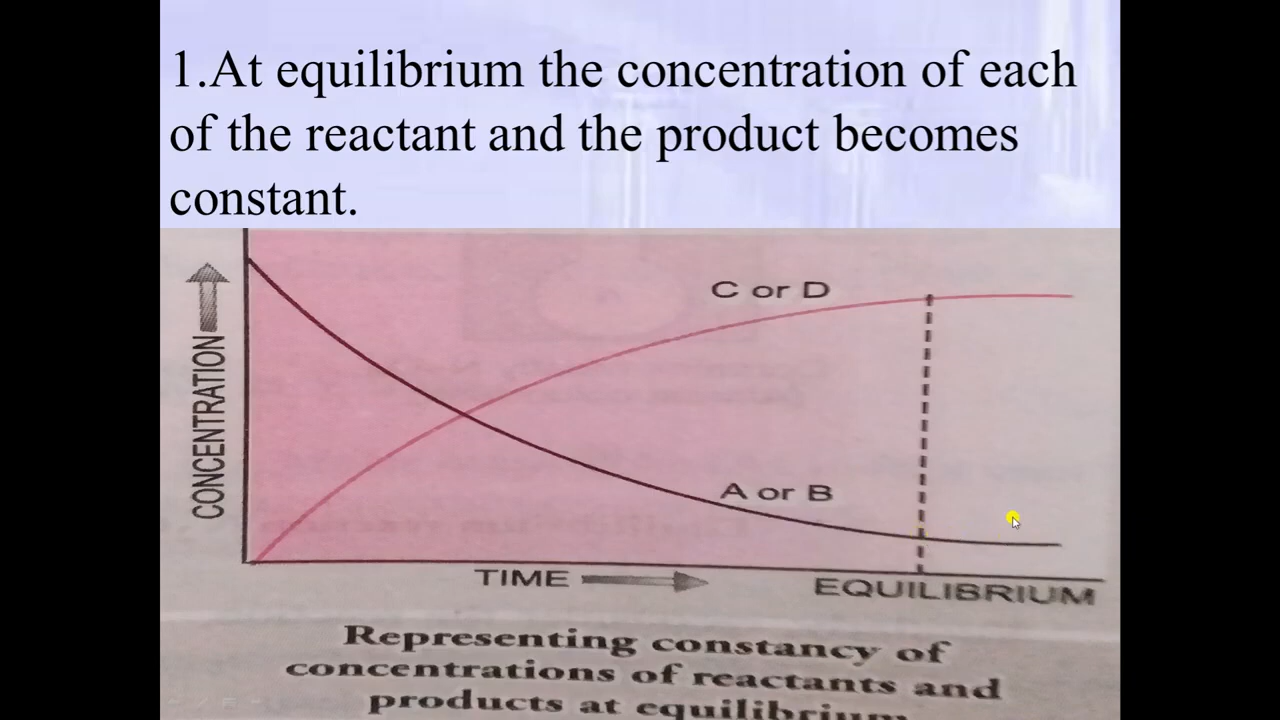 1.At equilibrium the concentration of each
of the reactant and the product becomes
constant.
C or D
CONCENTRATION
A or B
TIME
EQUILIBRIUM
Representing constancy of
concentrations of reactants and
products at equilibrium